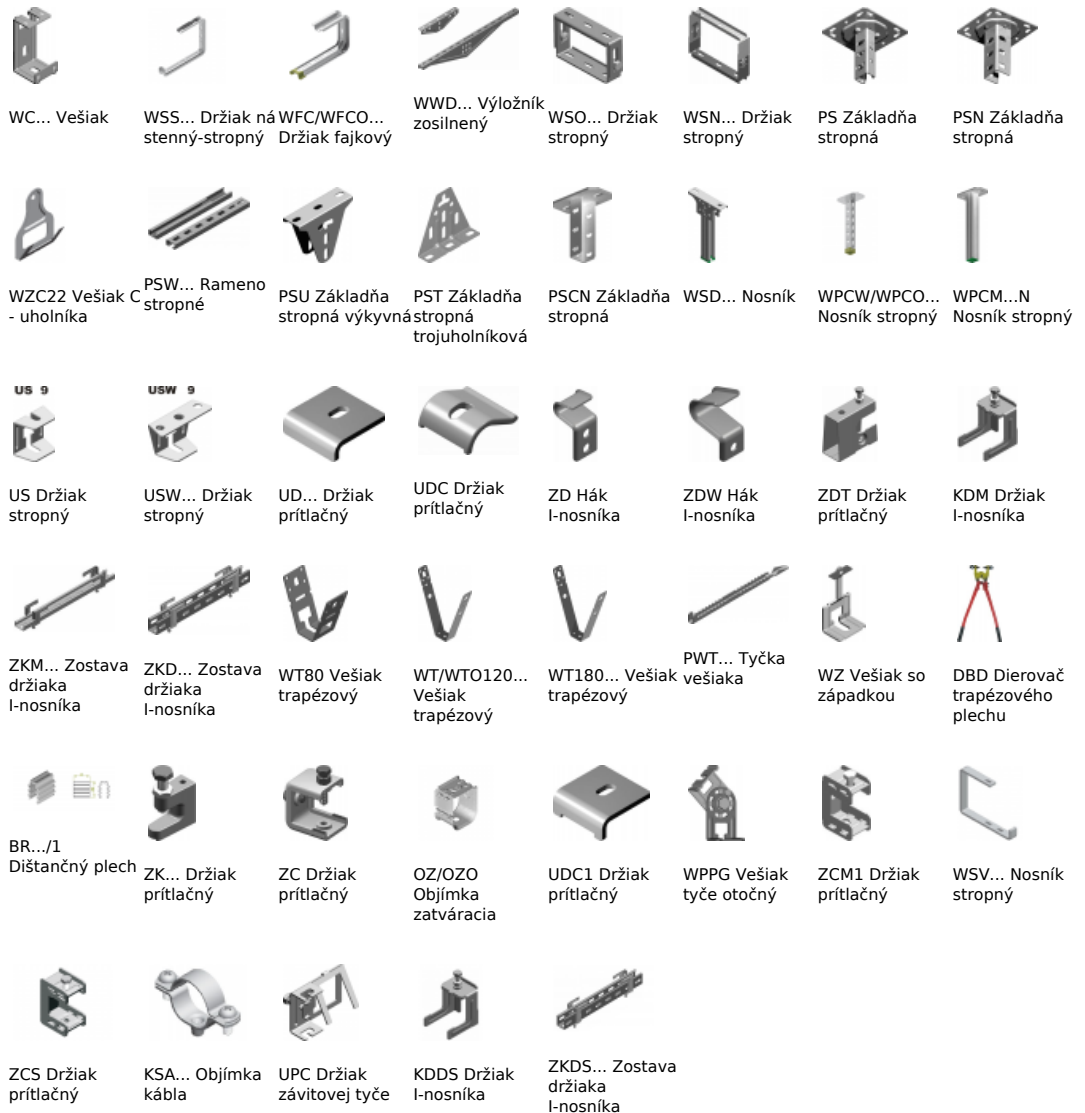 WC... Vešiak
WSS... Držiak ná
stenný-stropný
WFC/WFCO...
Držiak fajkový
WWD... Výložník
zosilnený
WSO... Držiak
stropný
WSN... Držiak
stropný
PS Základňa
stropná
PSN Základňa
stropná
WZC22 Vešiak C
- uholníka
PSW... Rameno
stropné
PSU Základňa
stropná výkyvná
PST Základňa
stropná
trojuholníková
PSCN Základňa
stropná
WSD... Nosník
WPCW/WPCO...
Nosník stropný
WPCM...N
Nosník stropný
US 9
US Držiak
stropný
USW 9
USW... Držiak
stropný
UD... Držiak
prítlačný
UDC Držiak
prítlačný
ZD Hák
I-nosníka
ZDW Hák
I-nosníka
ZDT Držiak
prítlačný
KDM Držiak
I-nosníka
ZKM... Zostava
držiaka
I-nosníka
ZKD... Zostava
držiaka
I-nosníka
WT80 Vešiak
trapézový
WT/WTO120...
Vešiak
trapézový
WT180... Vešiak
trapézový
PWT... Tyčka
vešiaka
WZ Vešiak so
západkou
DBD Dierovač
trapézového
plechu
BR.../1
Dištančný plech
ZK... Držiak
prítlačný
ZC Držiak
prítlačný
OZ/OZO
Objímka
zatváracia
UDC1 Držiak
prítlačný
WPPG Vešiak
tyče otočný
ZCM1 Držiak
prítlačný
WSV... Nosník
stropný
ZCS Držiak
prítlačný
KSA... Objímka
kábla
UPC Držiak
závitovej tyče
KDDS Držiak
I-nosníka
ZKDS... Zostava
držiaka
I-nosníka